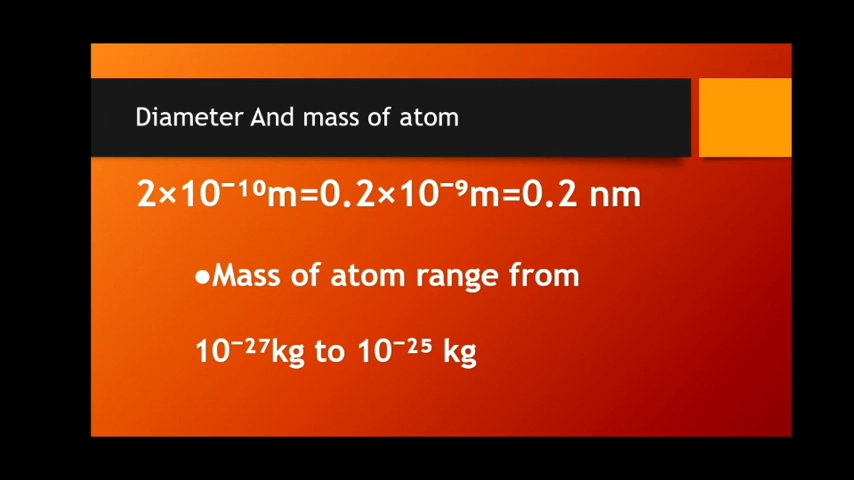 Diameter And mass of atom
2×10⁻¹⁰m=0.2×10⁻⁹m=0.2 nm
●Mass of atom range from
10⁻²⁷kg to 10⁻²⁵ kg